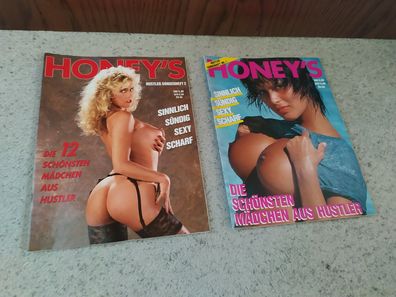 HONEY'S
HUSTLER SONDERHEFT 2
SINNLICH
SÜNDIG
SEXY
SCHARF
DIE 12
SCHÖNSTEN
MÄDCHEN
AUS
HUSTLER
HONEY'S
SINNLICH
SÜNDIG
SEXY
SCHARF
DIE
SCHÖNSTEN
MÄDCHEN AUS HUSTLER